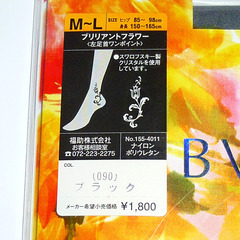 M~L
SIZE ヒップ 85~98cm
身長 150~165cm
ブリリアントフラワー
〈左足首ワンポイント〉
●スワロフスキー製
クリスタルを使用
しています。
福助株式会社
お客様相談室
☎072-223-2275
No.155-4011
ナイロン
ポリウレタン
COL.
(090)
ブラック
メーカー希望小売価格 ¥1,800
BV